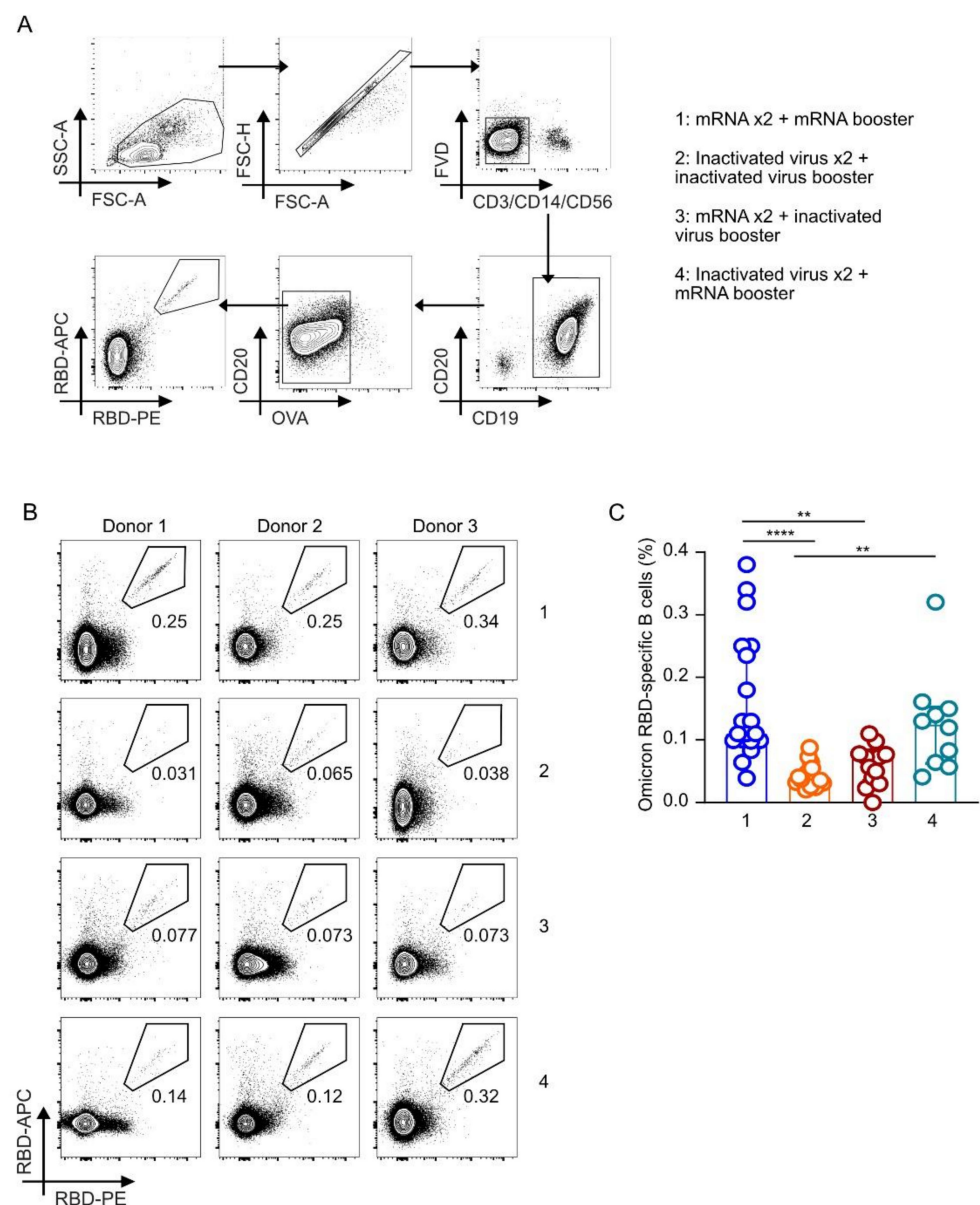 A
SSC-A
FSC-A
FSC-H
FSC-A
FVD
CD3/CD14/CD56
1: mRNA x2 + mRNA booster
2: Inactivated virus x2 +
inactivated virus booster
3: mRNA x2 + inactivated
virus booster
4: Inactivated virus x2 +
mRNA booster
RBD-APC
RBD-PE
CD20
OVA
CD20
CD19
B
Donor 1
Donor 2
Donor 3
0.25
0.25
0.34
1
0.031
0.065
0.038
2
0.077
0.073
0.073
3
0.14
0.12
0.32
4
RBD-APC
RBD-PE
C
**
****
**
Omicron RBD-specific B cells (%)
0.4
0.3
0.2
0.1
0.0
1
2
3
4